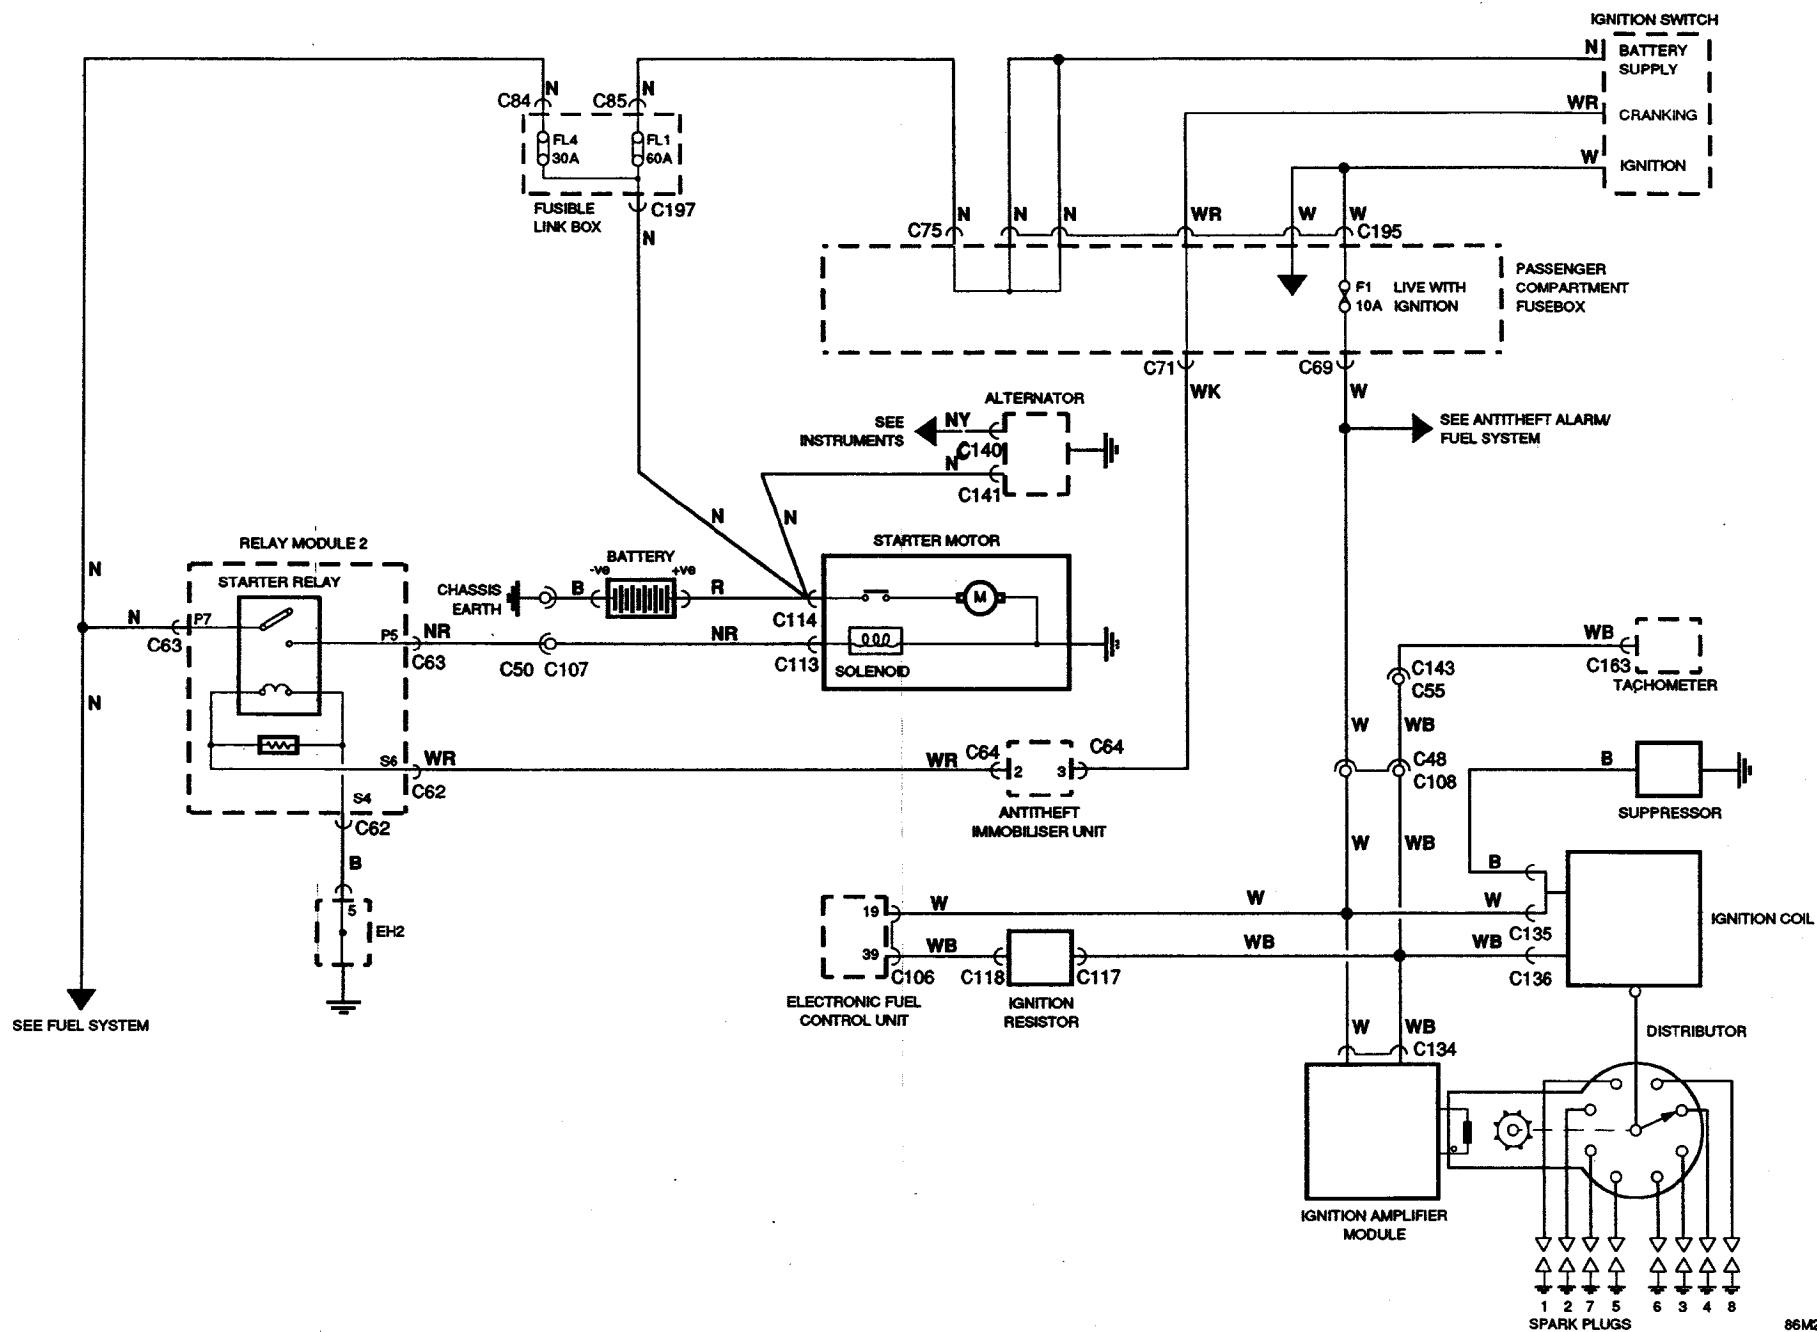 IGNITION SWITCH
N
BATTERY
SUPPLY
WR
CRANKING
W
IGNITION
N
N
C84
C85
FL4
30A
FL1
60A
FUSIBLE
LINK BOX
C197
N
N
N
N
WR
W
W
C75
C195
PASSENGER
COMPARTMENT
FUSEBOX
F1
10A
LIVE WITH
IGNITION
C71
C69
WK
W
ALTERNATOR
SEE
INSTRUMENTS
NY
C140
N
C141
SEE ANTITHEFT ALARM/
FUEL SYSTEM
N
N
RELAY MODULE 2
STARTER RELAY
N
N
P7
C63
P5
NR
C63
CHASSIS
EARTH
B
BATTERY
-ve
+ve
R
C50
C107
NR
STARTER MOTOR
C114
M
C113
SOLENOID
N
S6
WR
C62
S4
C62
B
5
EH2
SEE FUEL SYSTEM
WR
C64
2
3
C64
ANTITHEFT
IMMOBILISER UNIT
WB
C163
TACHOMETER
C143
C55
W
WB
C48
C108
B
SUPPRESSOR
W
WB
B
W
C135
WB
C136
IGNITION COIL
19
W
W
39
WB
WB
C106
C118
C117
ELECTRONIC FUEL
CONTROL UNIT
IGNITION
RESISTOR
W
WB
C134
DISTRIBUTOR
IGNITION AMPLIFIER
MODULE
1 2 7 5 6 3 4 8
SPARK PLUGS